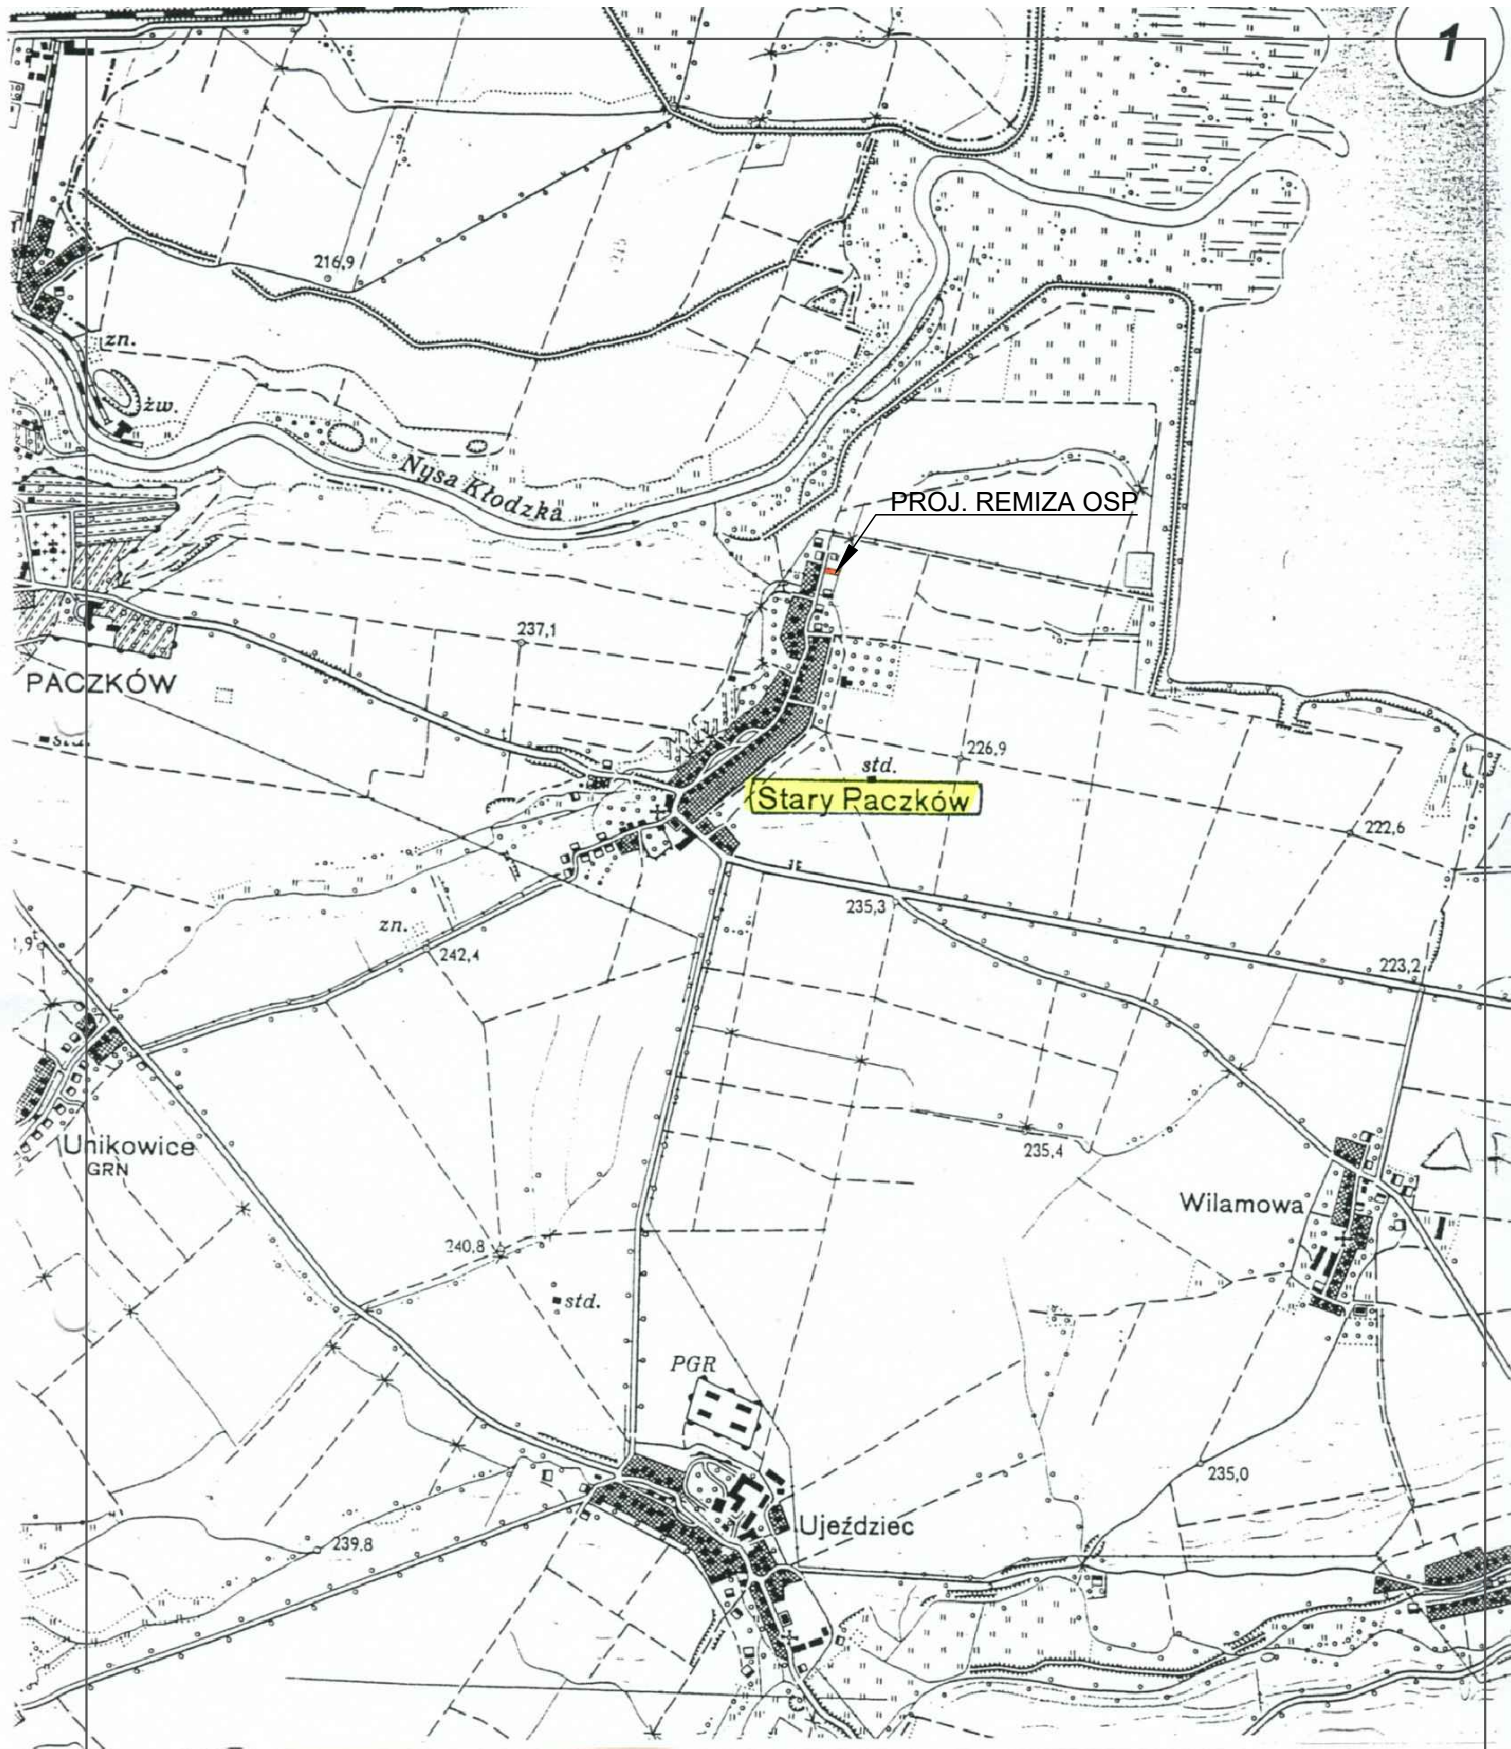 1
216,9
zn.
żw.
Nysa Kłodzka
PROJ. REMIZA OSP
237,1
PACZKÓW
226,9
std.
Stary Paczków
222,6
235,3
zn.
242,4
223,2
Unikowice
GRN
235,4
Wilamowa
240,8
std.
PGR
235,0
Ujeździec
239,8